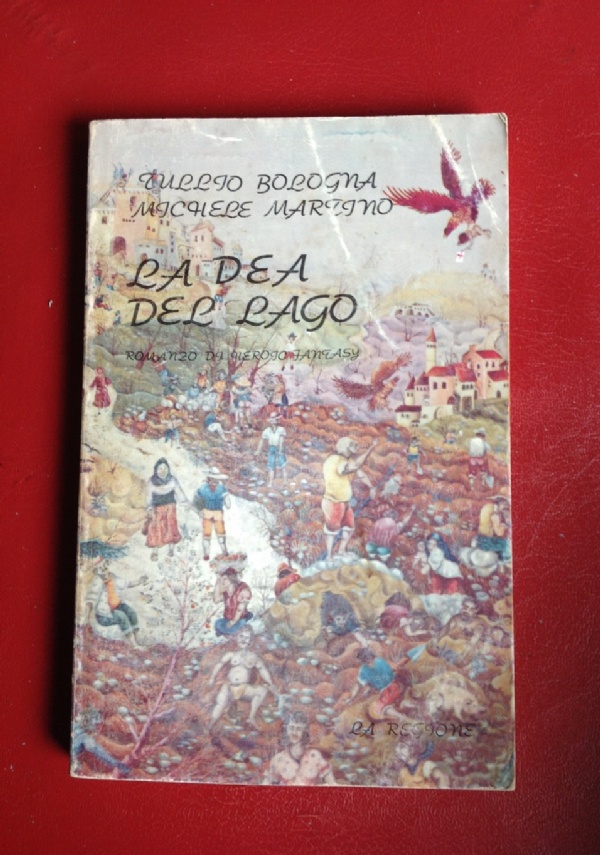 TULLIO BOLOGNA
MICHELE MARTINO
LA DEA
DEL LAGO
ROMANZO DI HEROIC FANTASY
LA REGIONE